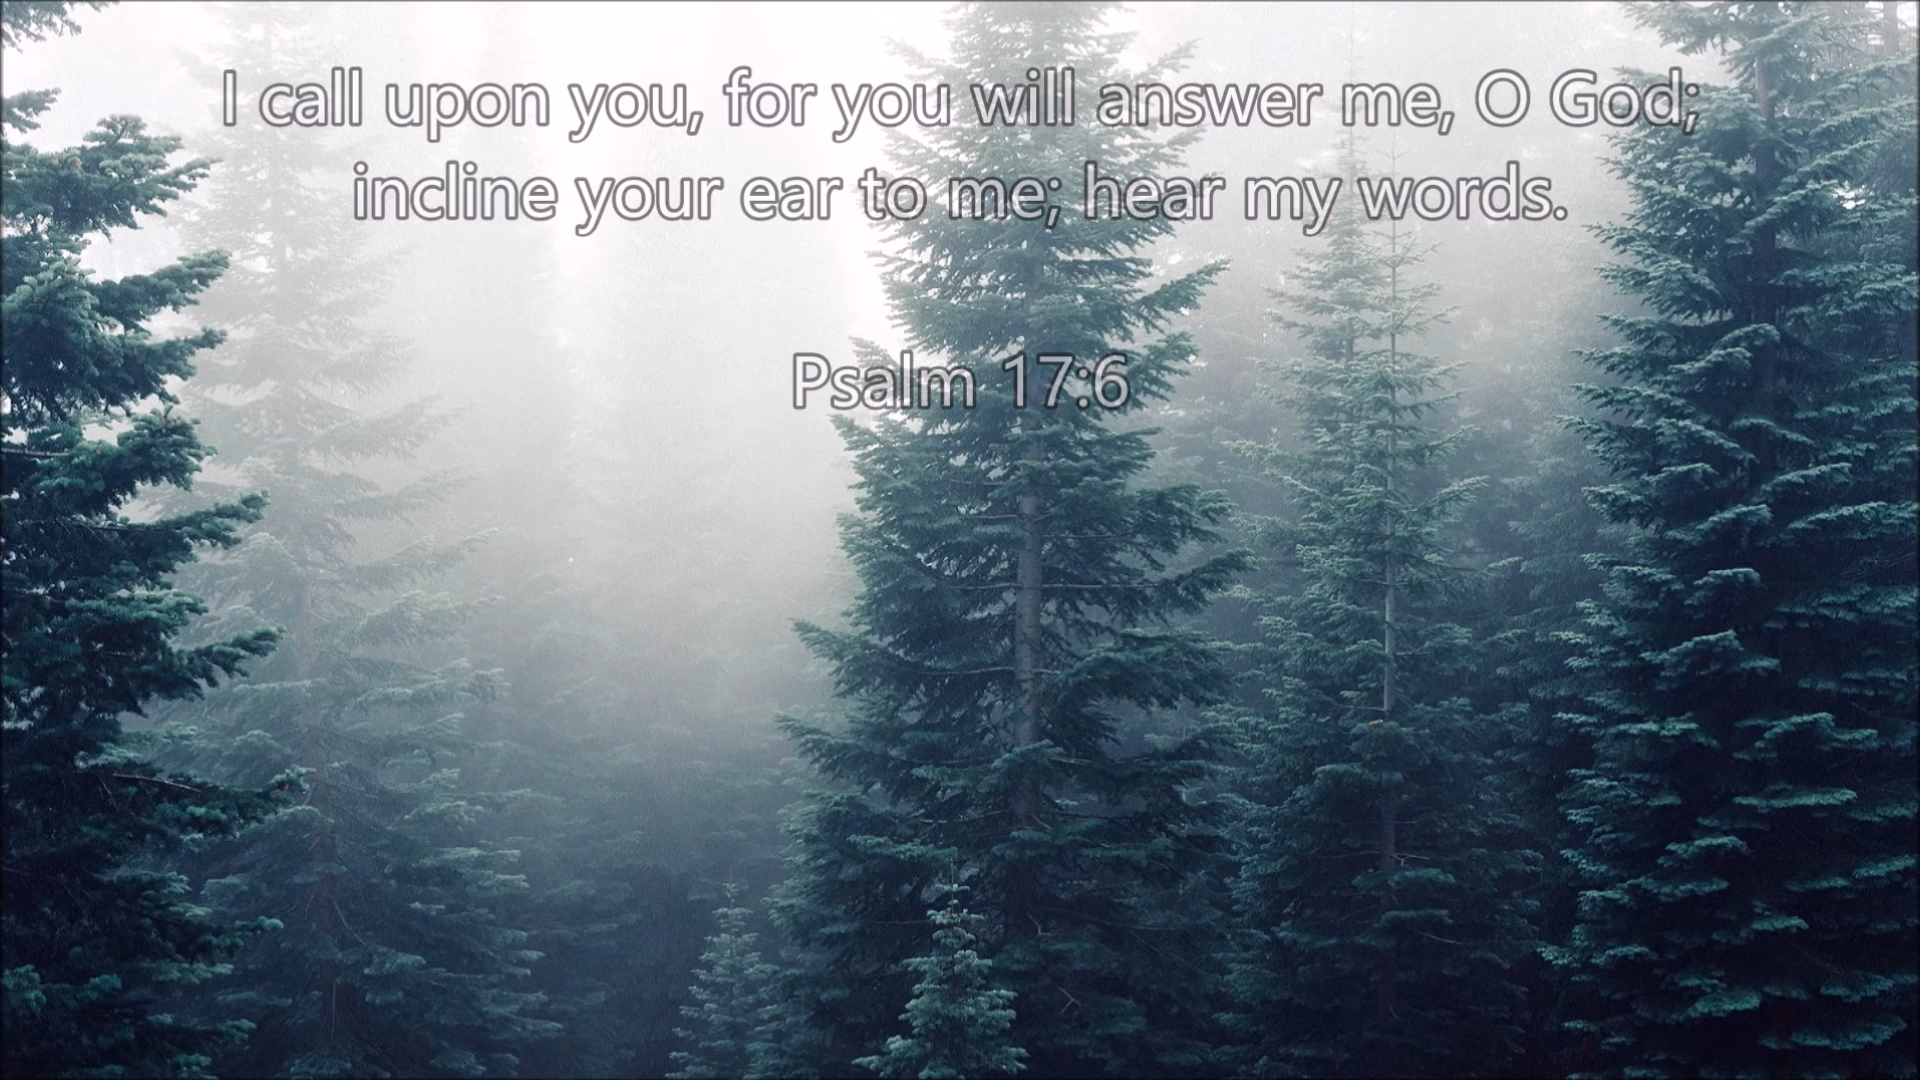 I call upon you, for you will answer me, O God;
incline your ear to me; hear my words.
Psalm 17:6